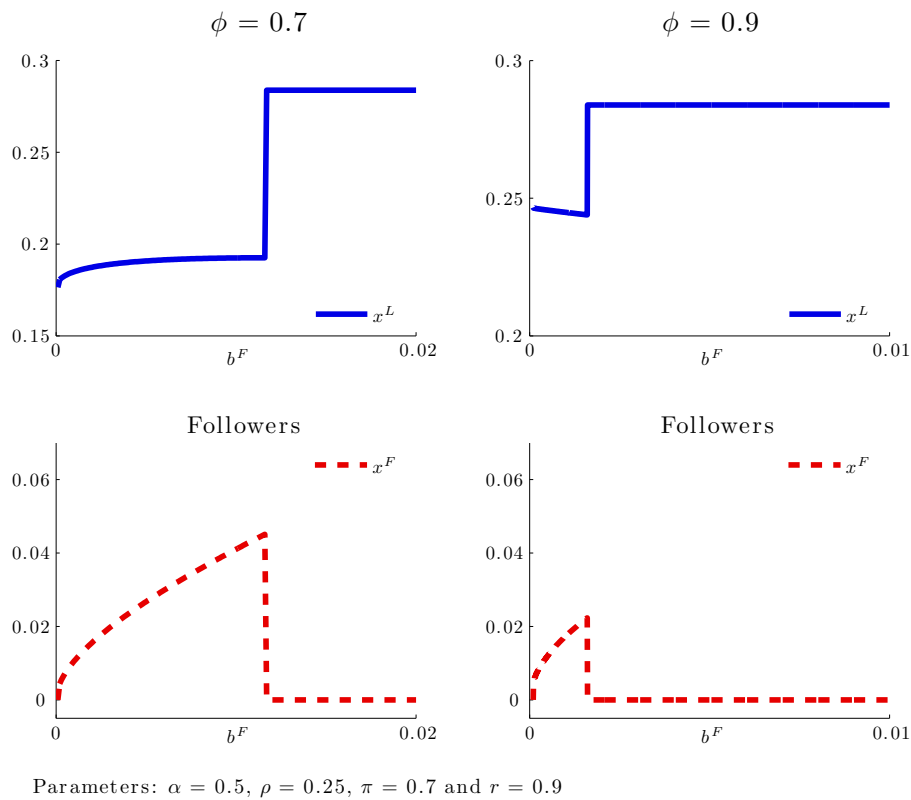 ϕ = 0.7
ϕ = 0.9
0.3
0.25
0.2
0.15
0
b^F
0.02
x^L
0.3
0.25
0.2
0
b^F
0.01
x^L
Followers
Followers
0.06
0.04
0.02
0
0
b^F
0.02
x^F
0.06
0.04
0.02
0
0
b^F
0.01
x^F
Parameters: α = 0.5, ρ = 0.25, π = 0.7 and r = 0.9